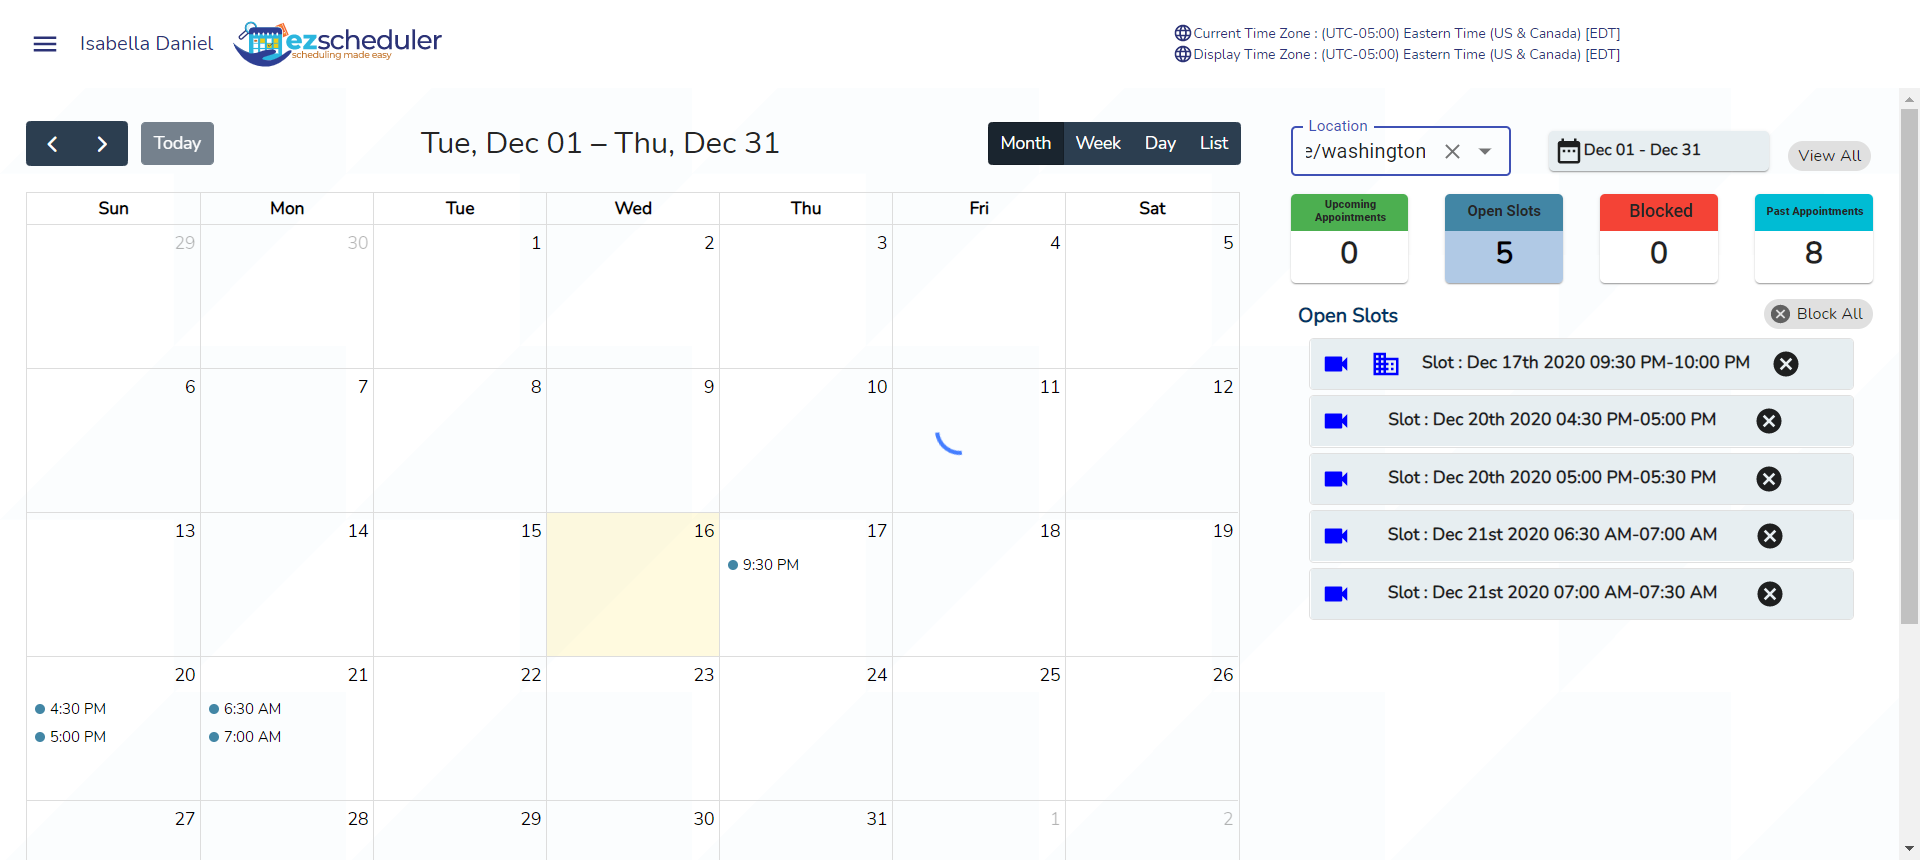 Isabella Daniel
ezscheduler
scheduling made easy
Current Time Zone : (UTC-05:00) Eastern Time (US & Canada) [EDT]
Display Time Zone : (UTC-05:00) Eastern Time (US & Canada) [EDT]
Today
Tue, Dec 01 – Thu, Dec 31
Month Week Day List
Sun Mon Tue Wed Thu Fri Sat
29 30 1 2 3 4 5
6 7 8 9 10 11 12
13 14 15 16 17 18 19
9:30 PM
20 21 22 23 24 25 26
4:30 PM 6:30 AM
5:00 PM 7:00 AM
27 28 29 30 31 1 2
Location
e/washington
Dec 01 - Dec 31
View All
Upcoming
Appointments
0
Open Slots
5
Blocked
0
Past Appointments
8
Open Slots
Block All
Slot : Dec 17th 2020 09:30 PM-10:00 PM
Slot : Dec 20th 2020 04:30 PM-05:00 PM
Slot : Dec 20th 2020 05:00 PM-05:30 PM
Slot : Dec 21st 2020 06:30 AM-07:00 AM
Slot : Dec 21st 2020 07:00 AM-07:30 AM